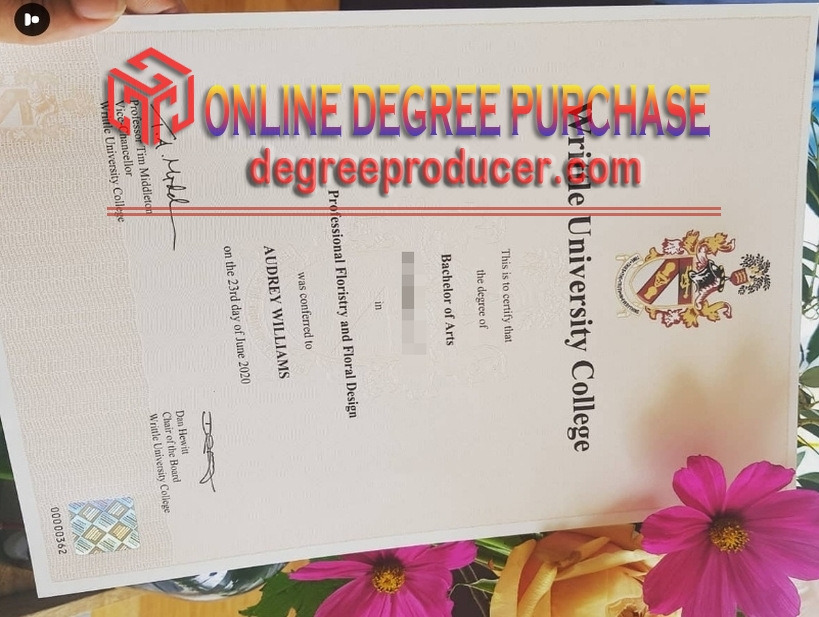 ONLINE DEGREE PURCHASE
degreeproducer.com
Writtle University College
This is to certify that
the degree of
Bachelor of Arts
in
Professional Floristry and Floral Design
was conferred to
AUDREY WILLIAMS
on the 23rd day of June 2020
Professor Tim Middleton
Vice-Chancellor
Writtle University College
Dan Hewitt
Chair of the Board
Writtle University College
00000362